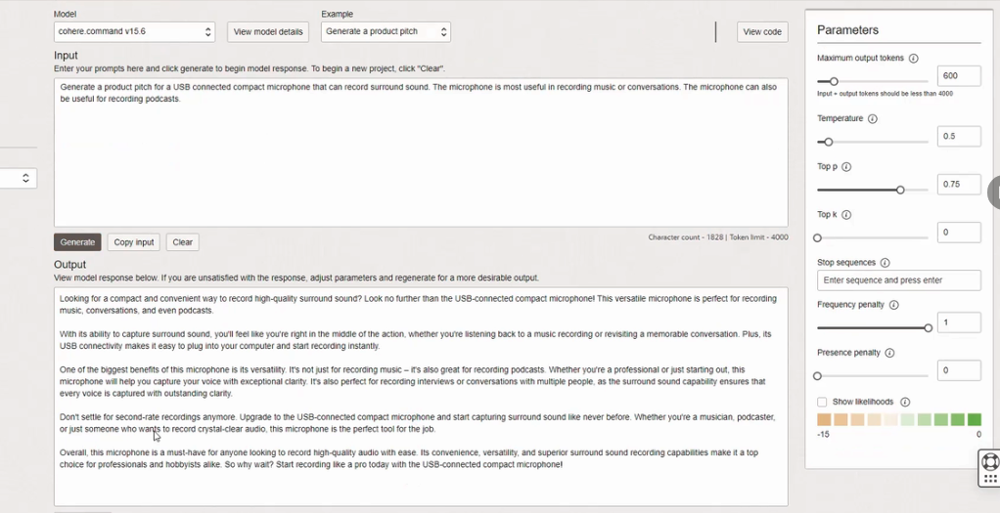 Model
Example
cohere.command v15.6
View model details
Generate a product pitch
View code
Input
Enter your prompts here and click generate to begin model response. To begin a new project, click "Clear".
Generate a product pitch for a USB connected compact microphone that can record surround sound. The microphone is most useful in recording music or conversations. The microphone can also
be useful for recording podcasts.
Generate
Copy input
Clear
Character count - 1828 | Token limit - 4000
Output
View model response below. If you are unsatisfied with the response, adjust parameters and regenerate for a more desirable output.
Looking for a compact and convenient way to record high-quality surround sound? Look no further than the USB-connected compact microphone! This versatile microphone is perfect for recording
music, conversations, and even podcasts.
With its ability to capture surround sound, you'll feel like you're right in the middle of the action, whether you're listening back to a music recording or revisiting a memorable conversation. Plus, its
USB connectivity makes it easy to plug into your computer and start recording instantly.
One of the biggest benefits of this microphone is its versatility. It's not just for recording music – it's also great for recording podcasts. Whether you're a professional or just starting out, this
microphone will help you capture your voice with exceptional clarity. It's also perfect for recording interviews or conversations with multiple people, as the surround sound capability ensures that
every voice is captured with outstanding clarity.
Don't settle for second-rate recordings anymore. Upgrade to the USB-connected compact microphone and start capturing surround sound like never before. Whether you're a musician, podcaster,
or just someone who wants to record crystal-clear audio, this microphone is the perfect tool for the job.
Overall, this microphone is a must-have for anyone looking to record high-quality audio with ease. Its convenience, versatility, and superior surround sound recording capabilities make it a top
choice for professionals and hobbyists alike. So why wait? Start recording like a pro today with the USB-connected compact microphone!
Parameters
Maximum output tokens
600
Input + output tokens should be less than 4000
Temperature
0.5
Top p
0.75
Top k
0
Stop sequences
Enter sequence and press enter
Frequency penalty
1
Presence penalty
0
Show likelihoods
-15
0